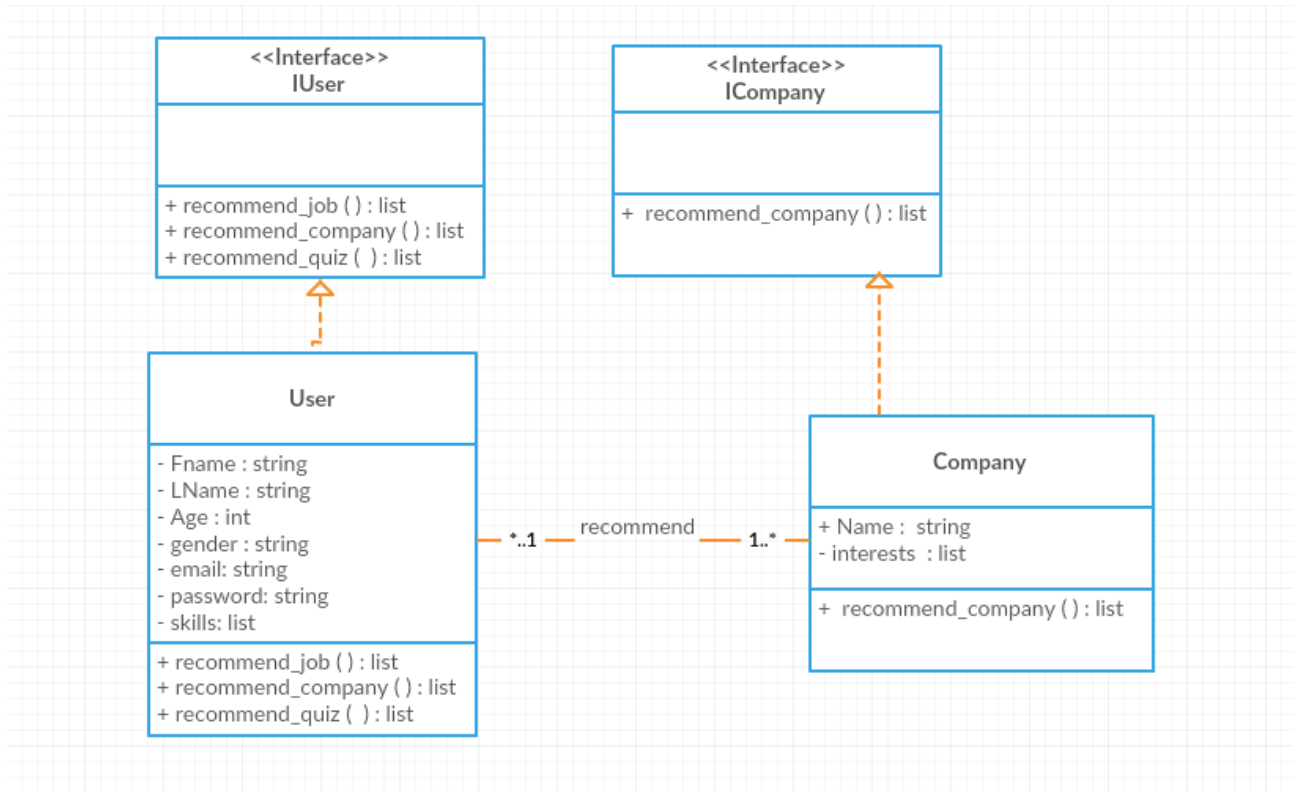 <<Interface>>
IUser
+ recommend_job ( ) : list
+ recommend_company ( ) : list
+ recommend_quiz (  ) : list
<<Interface>>
ICompany
+  recommend_company ( ) : list
User
- Fname : string
- LName : string
- Age : int
- gender : string
- email: string
- password: string
- skills: list
+ recommend_job ( ) : list
+ recommend_company ( ) : list
+ recommend_quiz (  ) : list
*..1
recommend
1..*
Company
+ Name :  string
- interests  : list
+  recommend_company ( ) : list